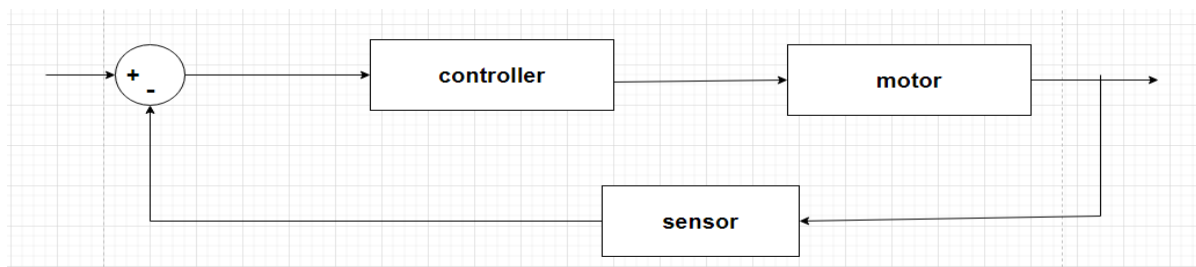 +
-
controller
motor
sensor